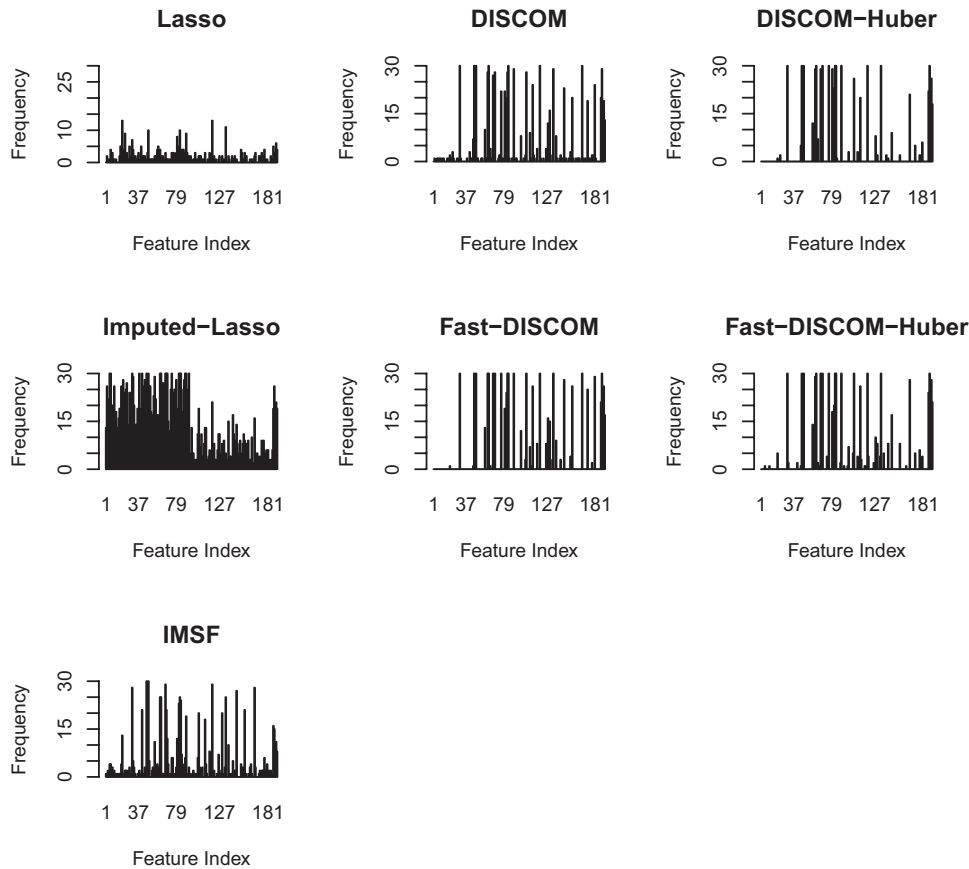 Lasso
Frequency
0 10 25
1 37 79 127 181
Feature Index
DISCOM
Frequency
0 15 30
1 37 79 127 181
Feature Index
DISCOM−Huber
Frequency
0 15 30
1 37 79 127 181
Feature Index
Imputed−Lasso
Frequency
0 15 30
1 37 79 127 181
Feature Index
Fast−DISCOM
Frequency
0 15 30
1 37 79 127 181
Feature Index
Fast−DISCOM−Huber
Frequency
0 15 30
1 37 79 127 181
Feature Index
IMSF
Frequency
0 15 30
1 37 79 127 181
Feature Index